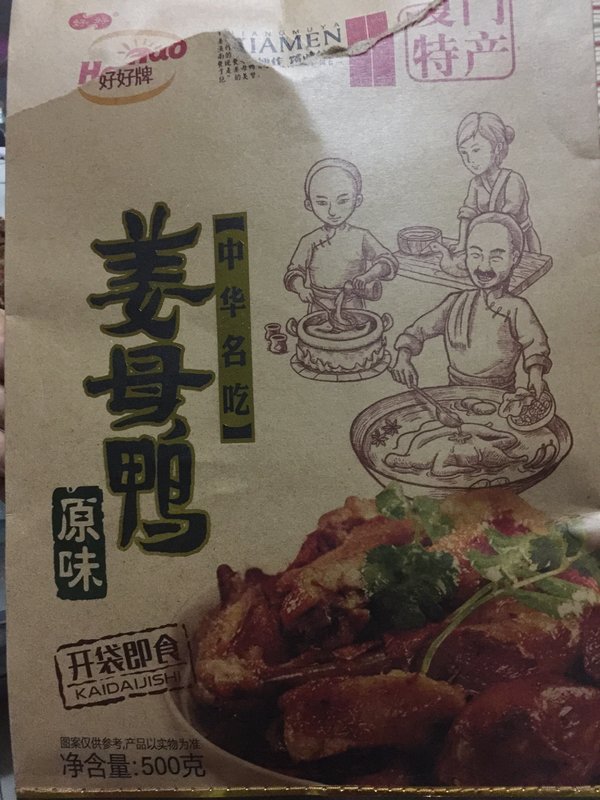 好好牌
JIANGMUYA
XIAMEN
厦门
特产
姜母鸭
【中华名吃】
原味
开袋即食
KAIDAIJISHI
图案仅供参考,产品以实物为准
净含量:500克